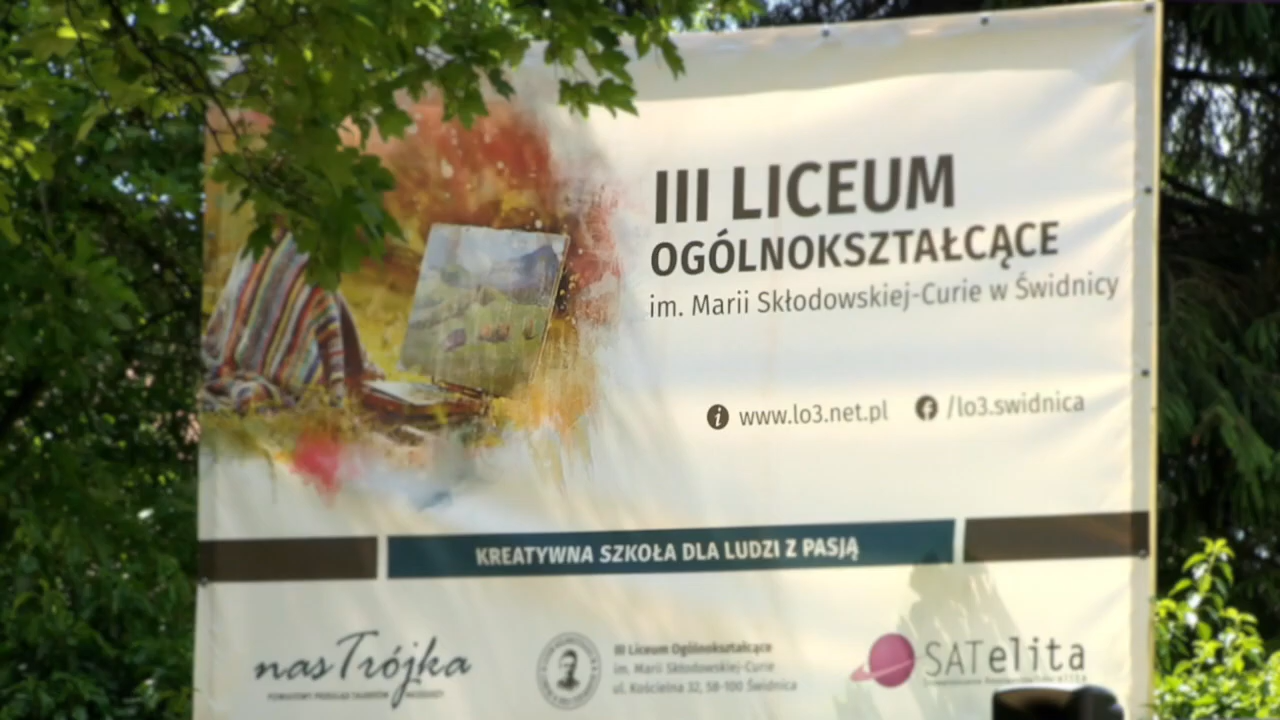 III LICEUM
OGÓLNOKSZTAŁCĄCE
im. Marii Skłodowskiej-Curie w Świdnicy
www.lo3.net.pl /lo3.swidnica
KREATYWNA SZKOŁA DLA LUDZI Z PASJĄ
nasTrójka
III Liceum Ogólnokształcące
im. Marii Skłodowskiej-Curie
ul. Kościelna 32, 58-100 Świdnica
SATelita